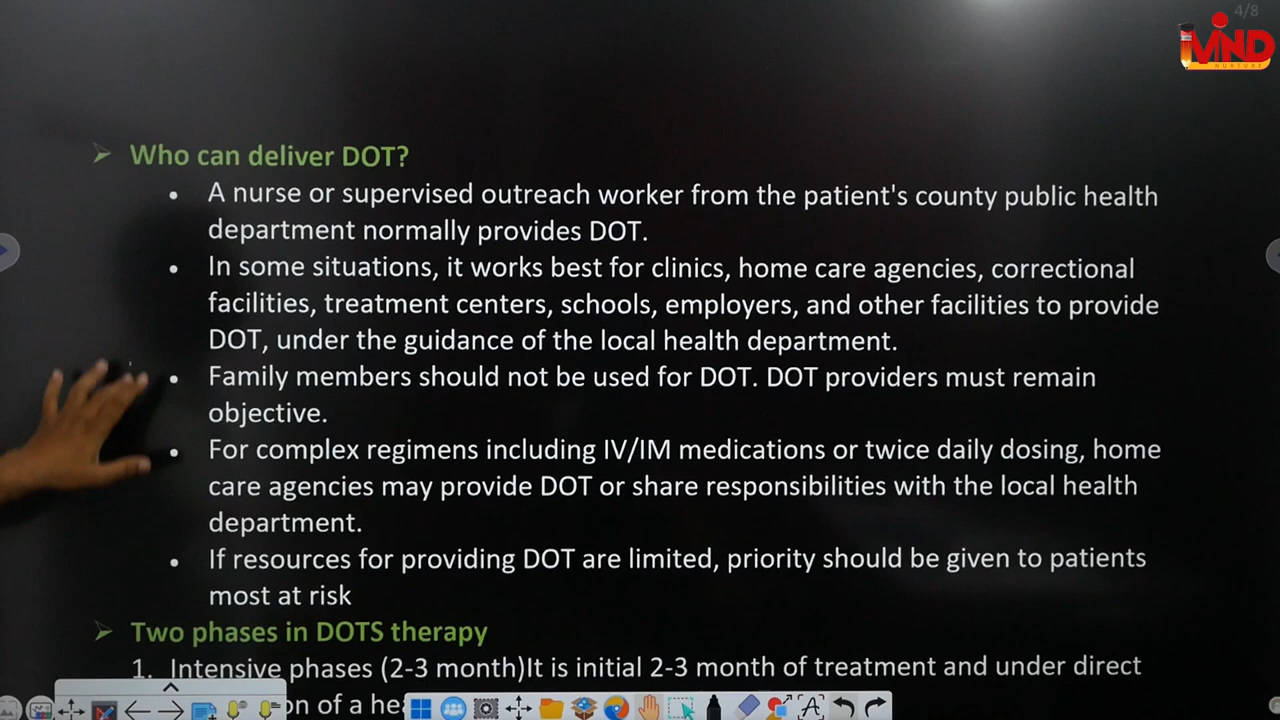 4/8
MIND
NURTURE
➢ Who can deliver DOT?
• A nurse or supervised outreach worker from the patient's county public health
department normally provides DOT.
• In some situations, it works best for clinics, home care agencies, correctional
facilities, treatment centers, schools, employers, and other facilities to provide
DOT, under the guidance of the local health department.
• Family members should not be used for DOT. DOT providers must remain
objective.
• For complex regimens including IV/IM medications or twice daily dosing, home
care agencies may provide DOT or share responsibilities with the local health
department.
• If resources for providing DOT are limited, priority should be given to patients
most at risk
➢ Two phases in DOTS therapy
1. Intensive phases (2-3 month)It is initial 2-3 month of treatment and under direct
on of a hea